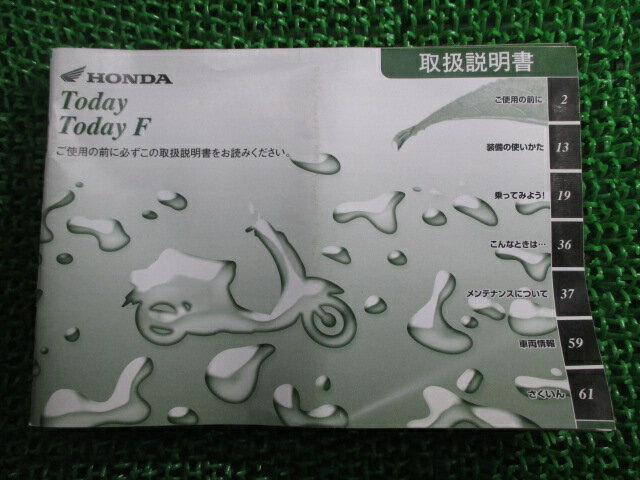 HONDA
取扱説明書
Today
Today F
ご使用の前に必ずこの取扱説明書をお読みください。
ご使用の前に 2
装備の使いかた 13
乗ってみよう! 19
こんなときは… 36
メンテナンスについて 37
車両情報 59
さくいん 61